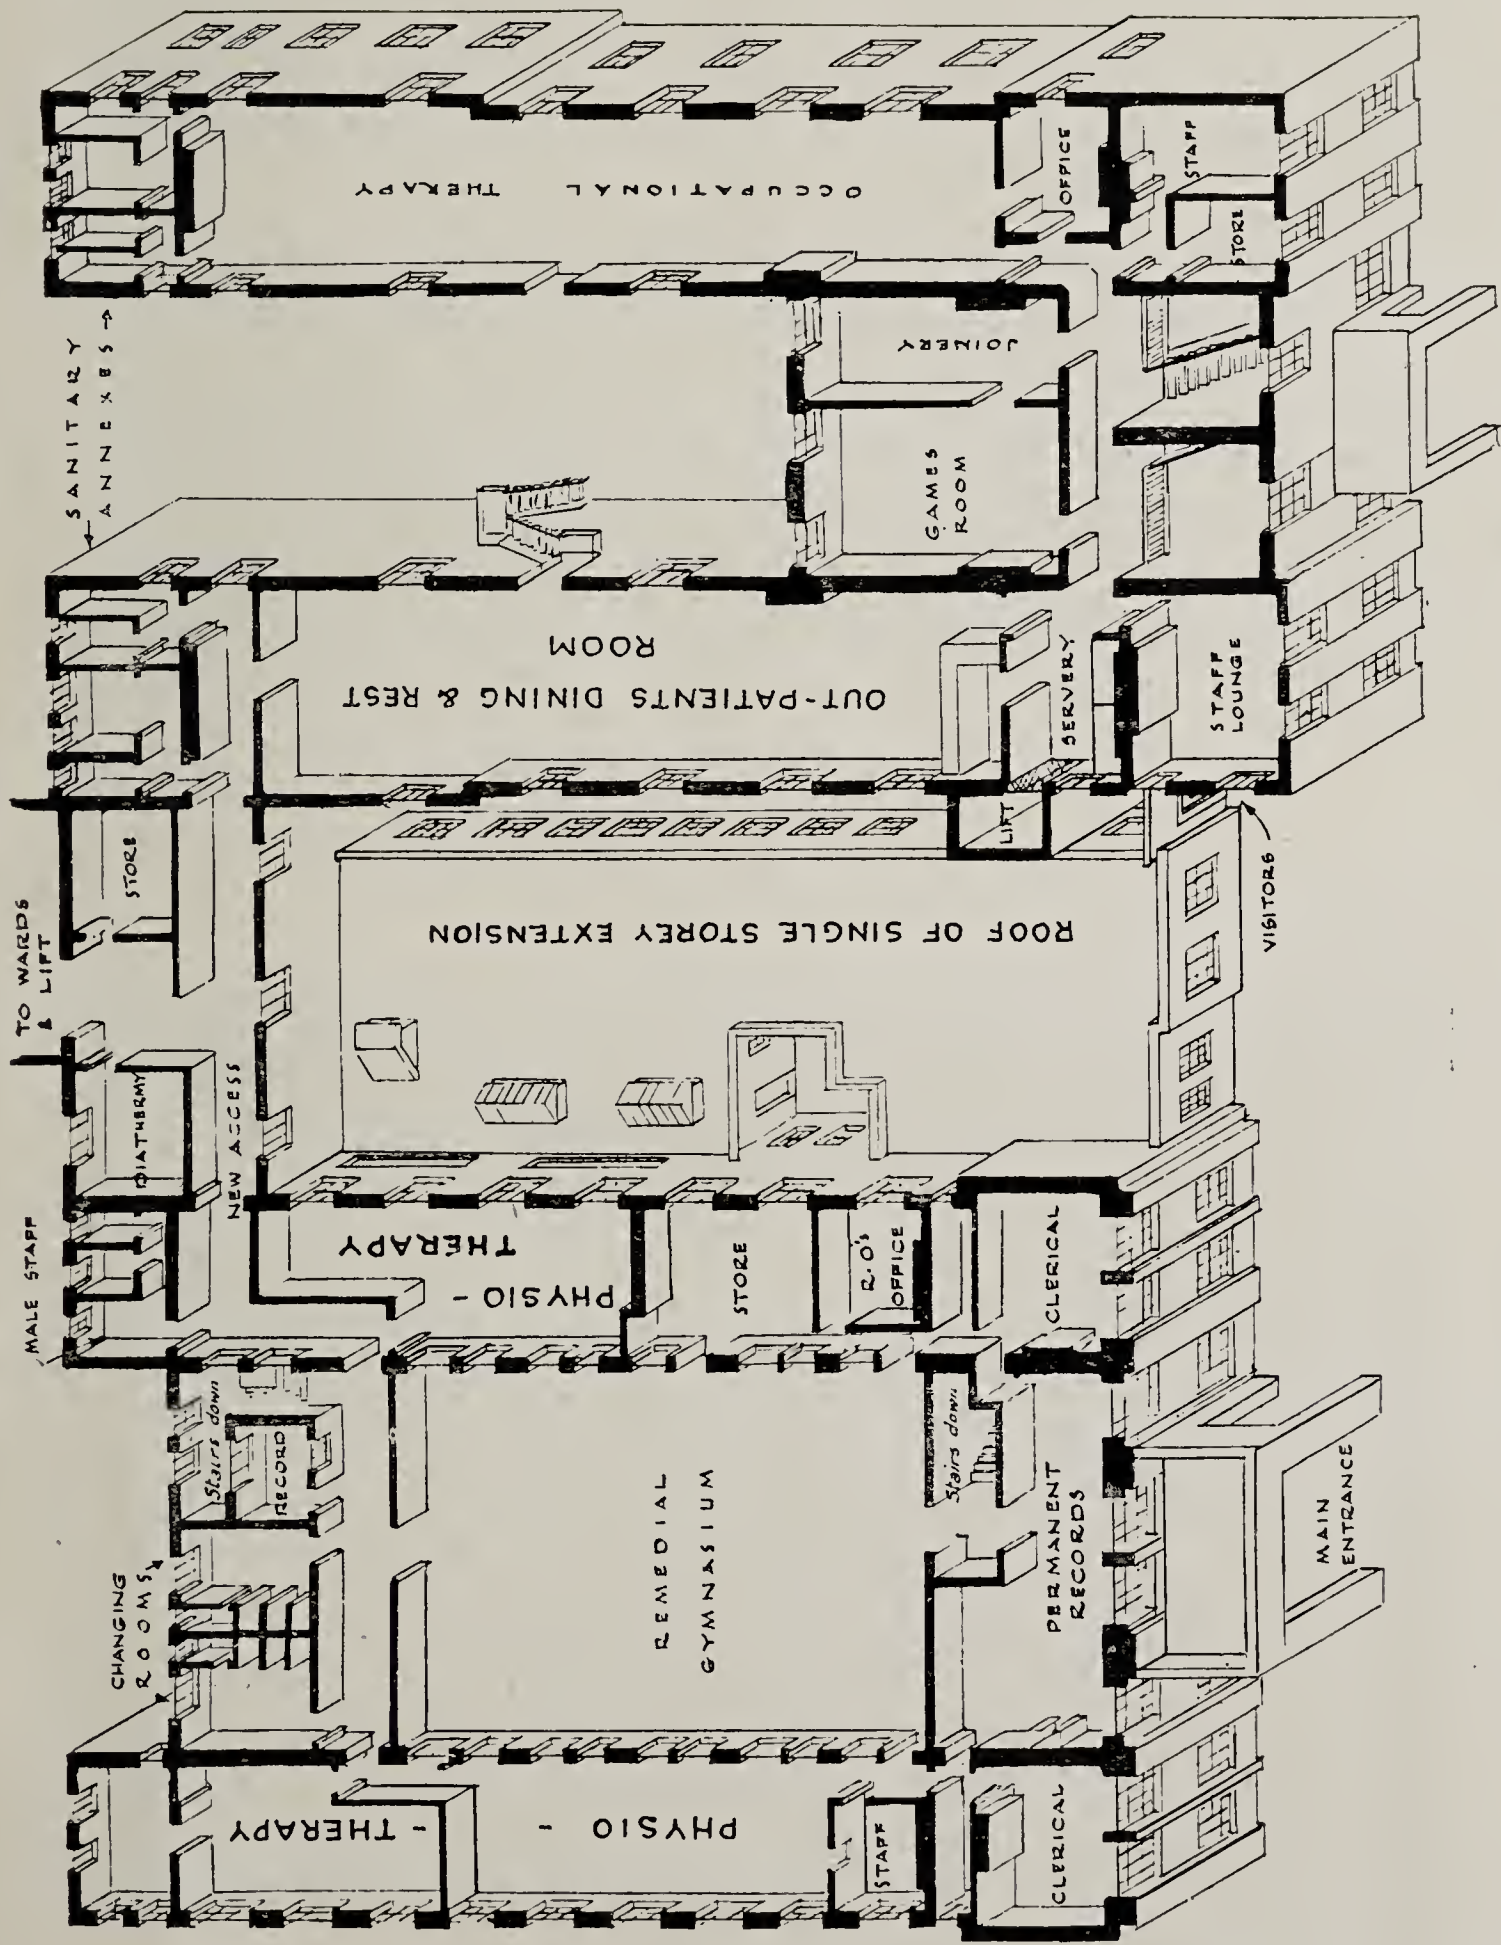 SANITARY
ANNEXES
OCCUPATIONAL THERAPY
OFFICE
STAFF
STORE
JOINERY
GAMES
ROOM
OUT-PATIENTS DINING & REST
ROOM
SERVERY
STAFF
LOUNGE
LIFT
VISITORS
STORE
TO WARDS
& LIFT
ROOF OF SINGLE STOREY EXTENSION
DIATHERMY
NEW ACCESS
MALE STAFF
PHYSIO -
THERAPY
STORE
R.O's
OFFICE
CLERICAL
Stairs down
RECORD
CHANGING
ROOMS
REMEDIAL
GYMNASIUM
Stairs down
PERMANENT
RECORDS
MAIN
ENTRANCE
PHYSIO - - THERAPY
STAFF
CLERICAL